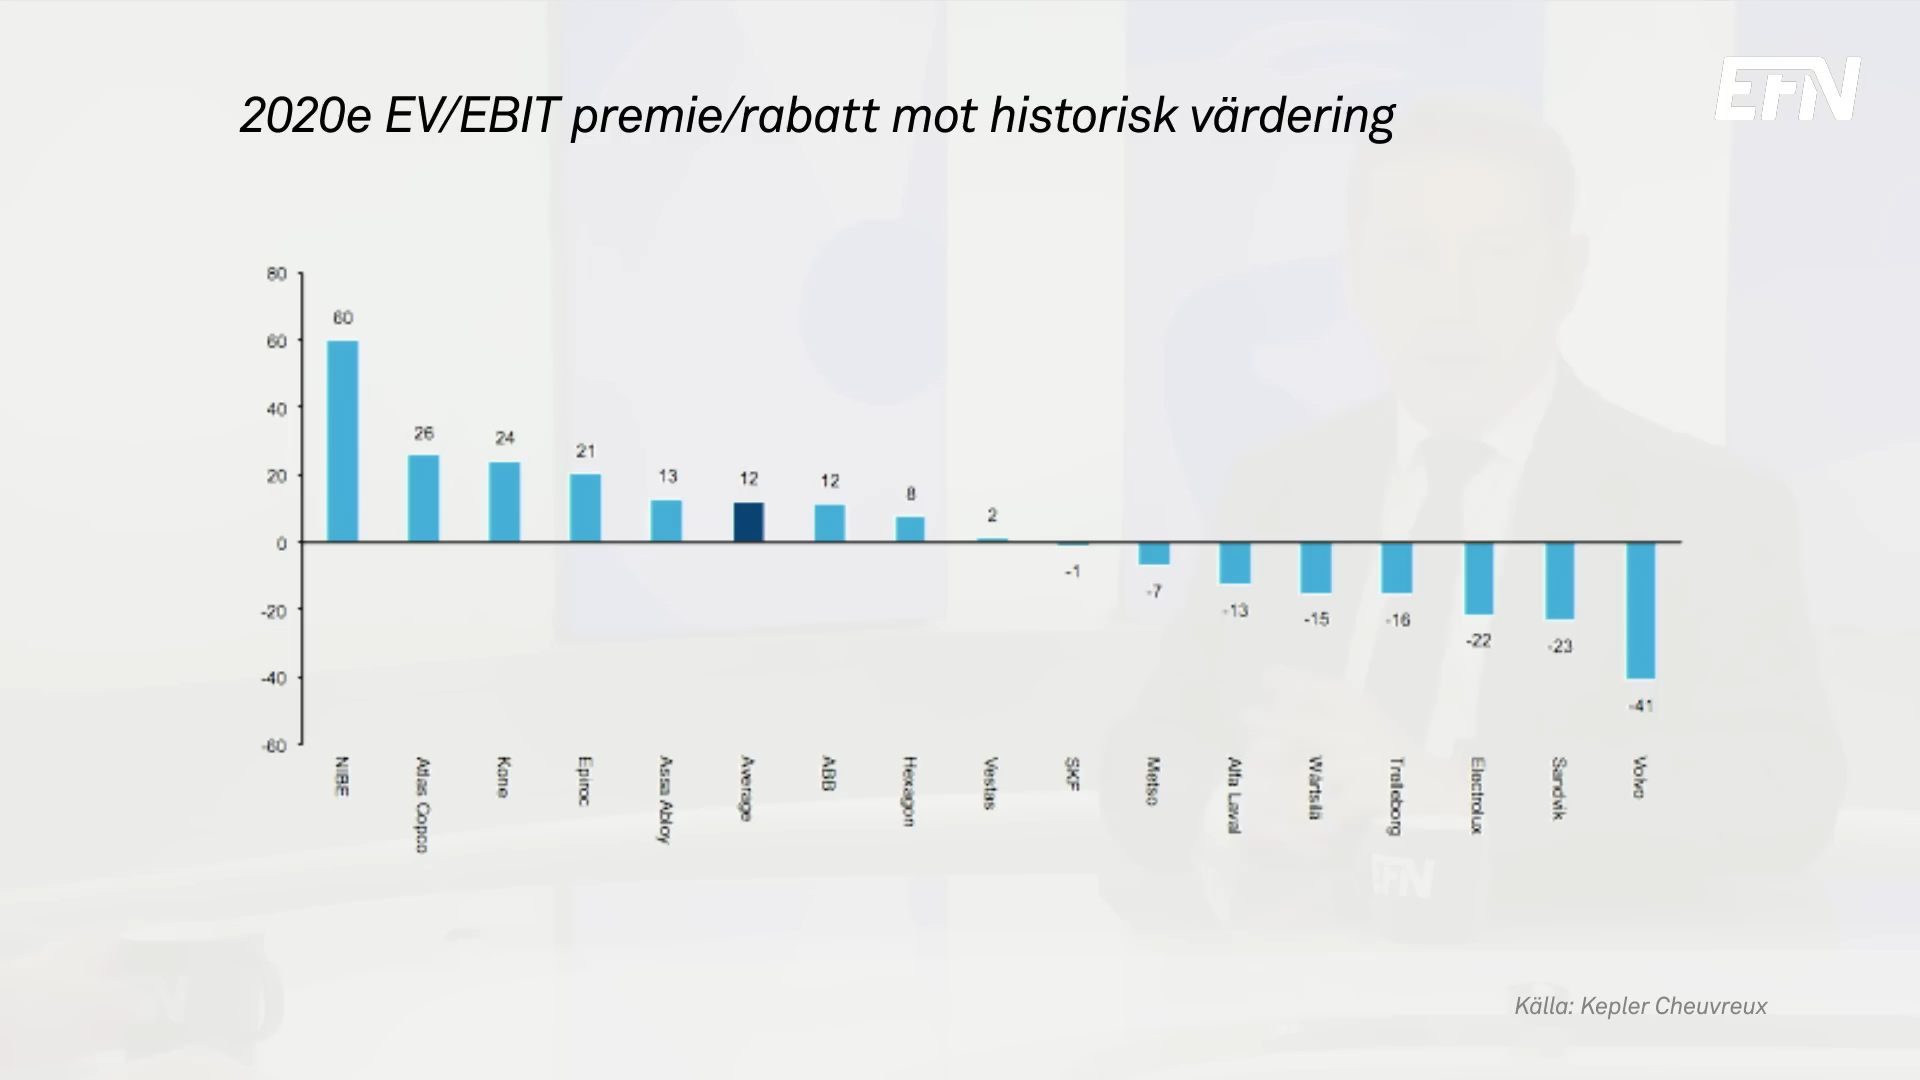 2020e EV/EBIT premie/rabatt mot historisk värdering
EFN
80
60
40
20
0
-20
-40
-60
60
26
24
21
13
12
12
8
2
-1
-7
-13
-15
-16
-22
-23
-41
NIBE
Atlas Copco
Kone
Epiroc
Assa Abloy
Average
ABB
Hexagon
Vestas
SKF
Metso
Alfa Laval
Wärtsilä
Trelleborg
Electrolux
Sandvik
Volvo
EFN
Källa: Kepler Cheuvreux